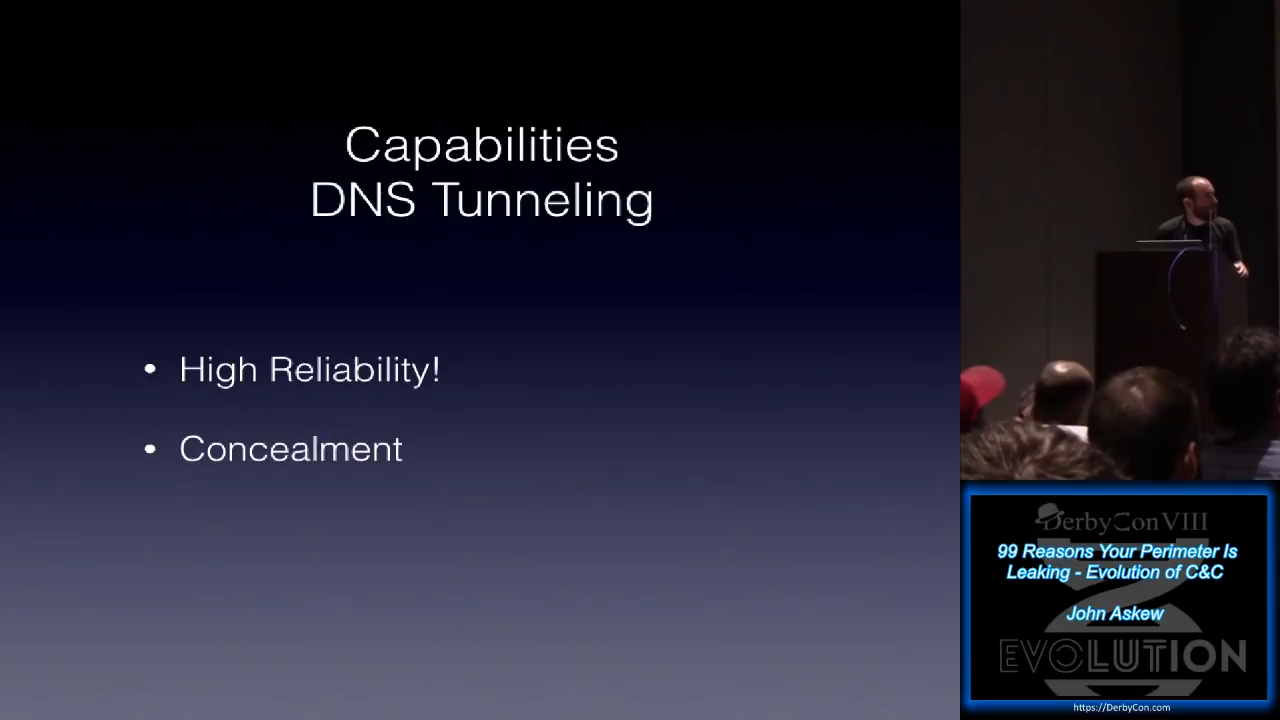 Capabilities
DNS Tunneling
• High Reliability!
• Concealment
DerbyCon VIII
99 Reasons Your Perimeter Is
Leaking - Evolution of C&C
John Askew
EVOLUTION
https://DerbyCon.com